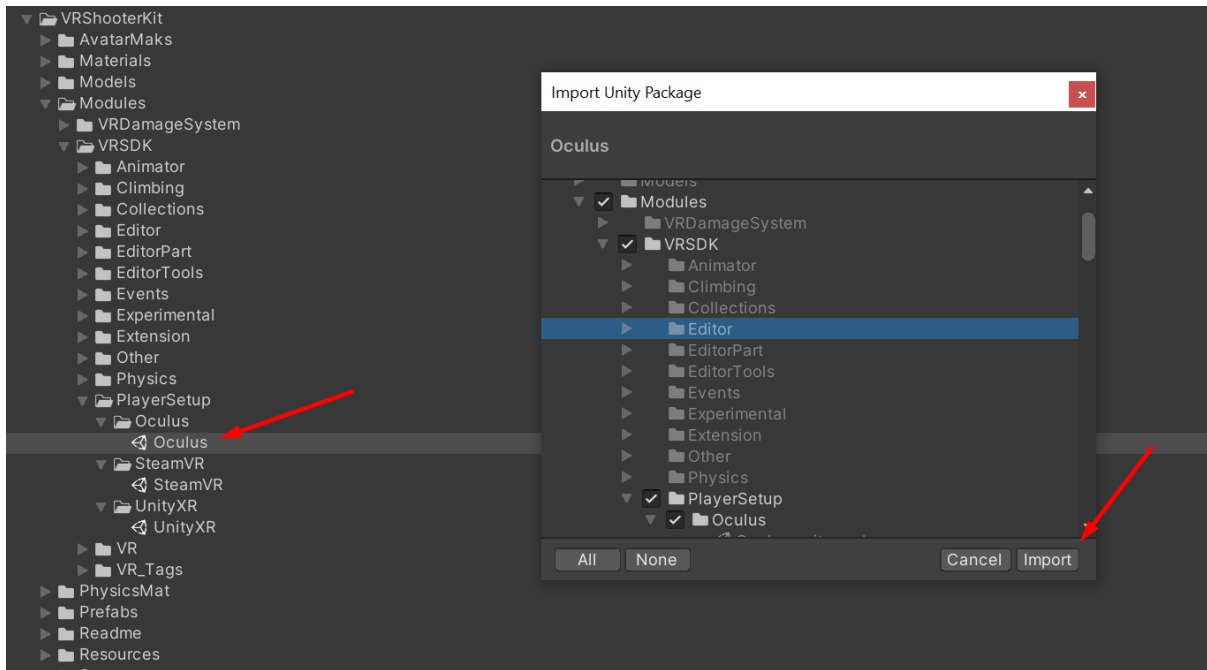 VRShooterKit
AvatarMaks
Materials
Models
Modules
VRDamageSystem
VRSDK
Animator
Climbing
Collections
Editor
EditorPart
EditorTools
Events
Experimental
Extension
Other
Physics
PlayerSetup
Oculus
Oculus
SteamVR
SteamVR
UnityXR
UnityXR
VR
VR_Tags
PhysicsMat
Prefabs
Readme
Resources
Import Unity Package
x
Oculus
Models
Modules
VRDamageSystem
VRSDK
Animator
Climbing
Collections
Editor
EditorPart
EditorTools
Events
Experimental
Extension
Other
Physics
PlayerSetup
Oculus
All None Cancel Import